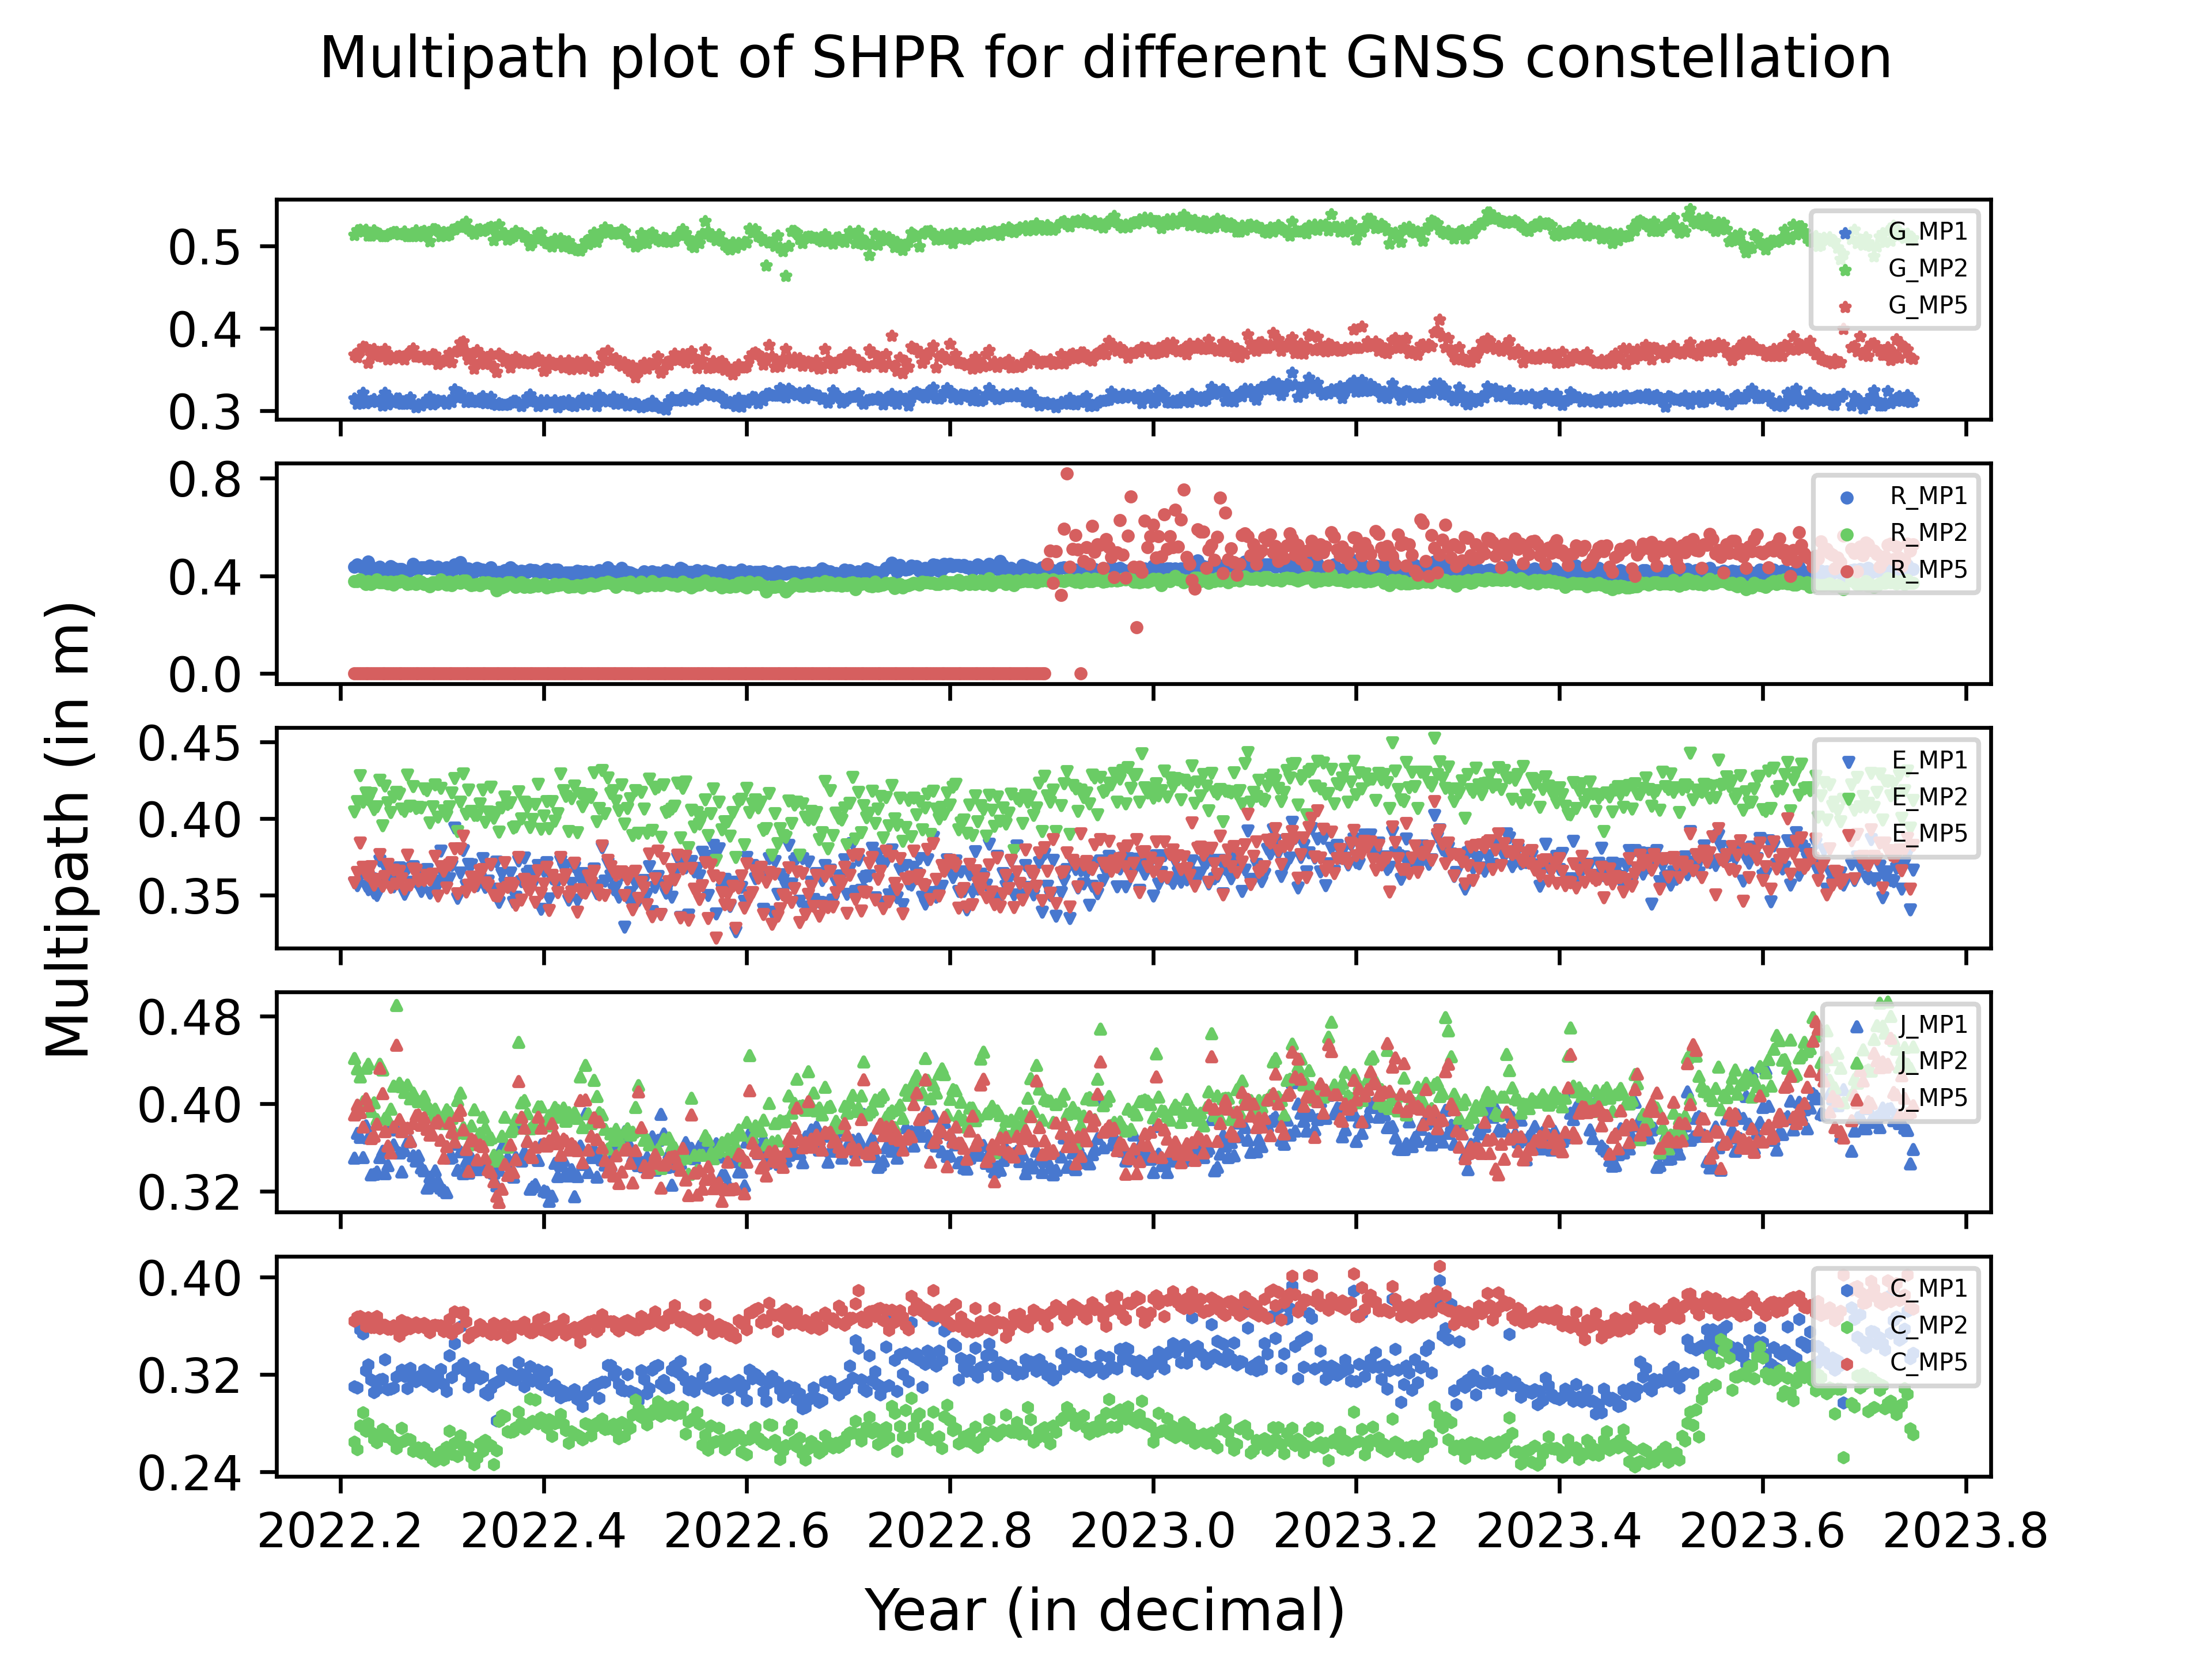 Multipath plot of SHPR for different GNSS constellation
0.5
0.4
0.3
G_MP1
G_MP2
G_MP5
0.8
0.4
0.0
R_MP1
R_MP2
R_MP5
Multipath (in m)
0.45
0.40
0.35
E_MP1
E_MP2
E_MP5
0.48
0.40
0.32
J_MP1
J_MP2
J_MP5
0.40
0.32
0.24
C_MP1
C_MP2
C_MP5
2022.2 2022.4 2022.6 2022.8 2023.0 2023.2 2023.4 2023.6 2023.8
Year (in decimal)